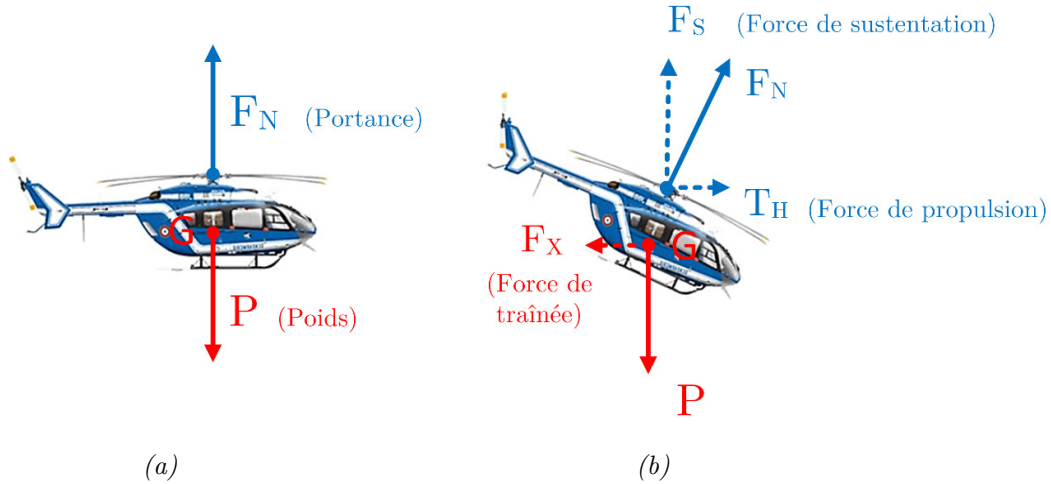 F_N (Portance)
G
P (Poids)
(a)
F_S (Force de sustentation)
F_N
T_H (Force de propulsion)
F_X
G
(Force de
traînée)
P
(b)